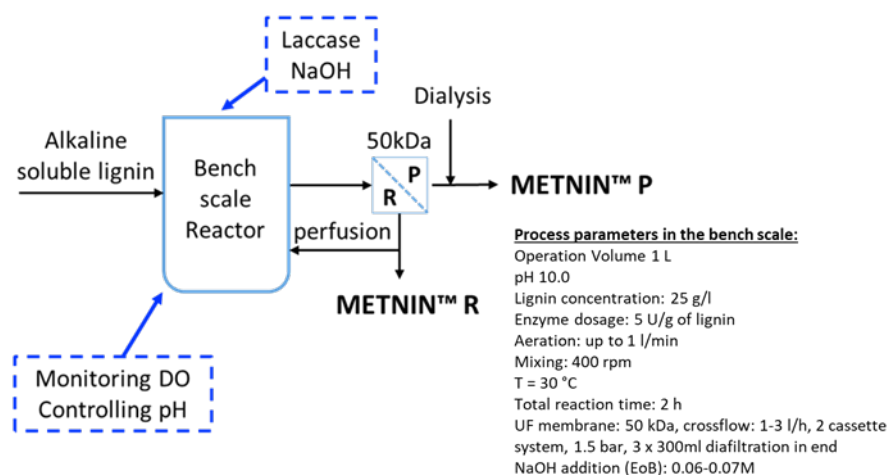 Laccase
NaOH
Dialysis
Alkaline
soluble lignin
Bench
scale
Reactor
50kDa
P
R
METNIN™ P
perfusion
METNIN™ R
Monitoring DO
Controlling pH
Process parameters in the bench scale:
Operation Volume 1 L
pH 10.0
Lignin concentration: 25 g/l
Enzyme dosage: 5 U/g of lignin
Aeration: up to 1 l/min
Mixing: 400 rpm
T = 30 °C
Total reaction time: 2 h
UF membrane: 50 kDa, crossflow: 1-3 l/h, 2 cassette
system, 1.5 bar, 3 x 300ml diafiltration in end
NaOH addition (EoB): 0.06-0.07M